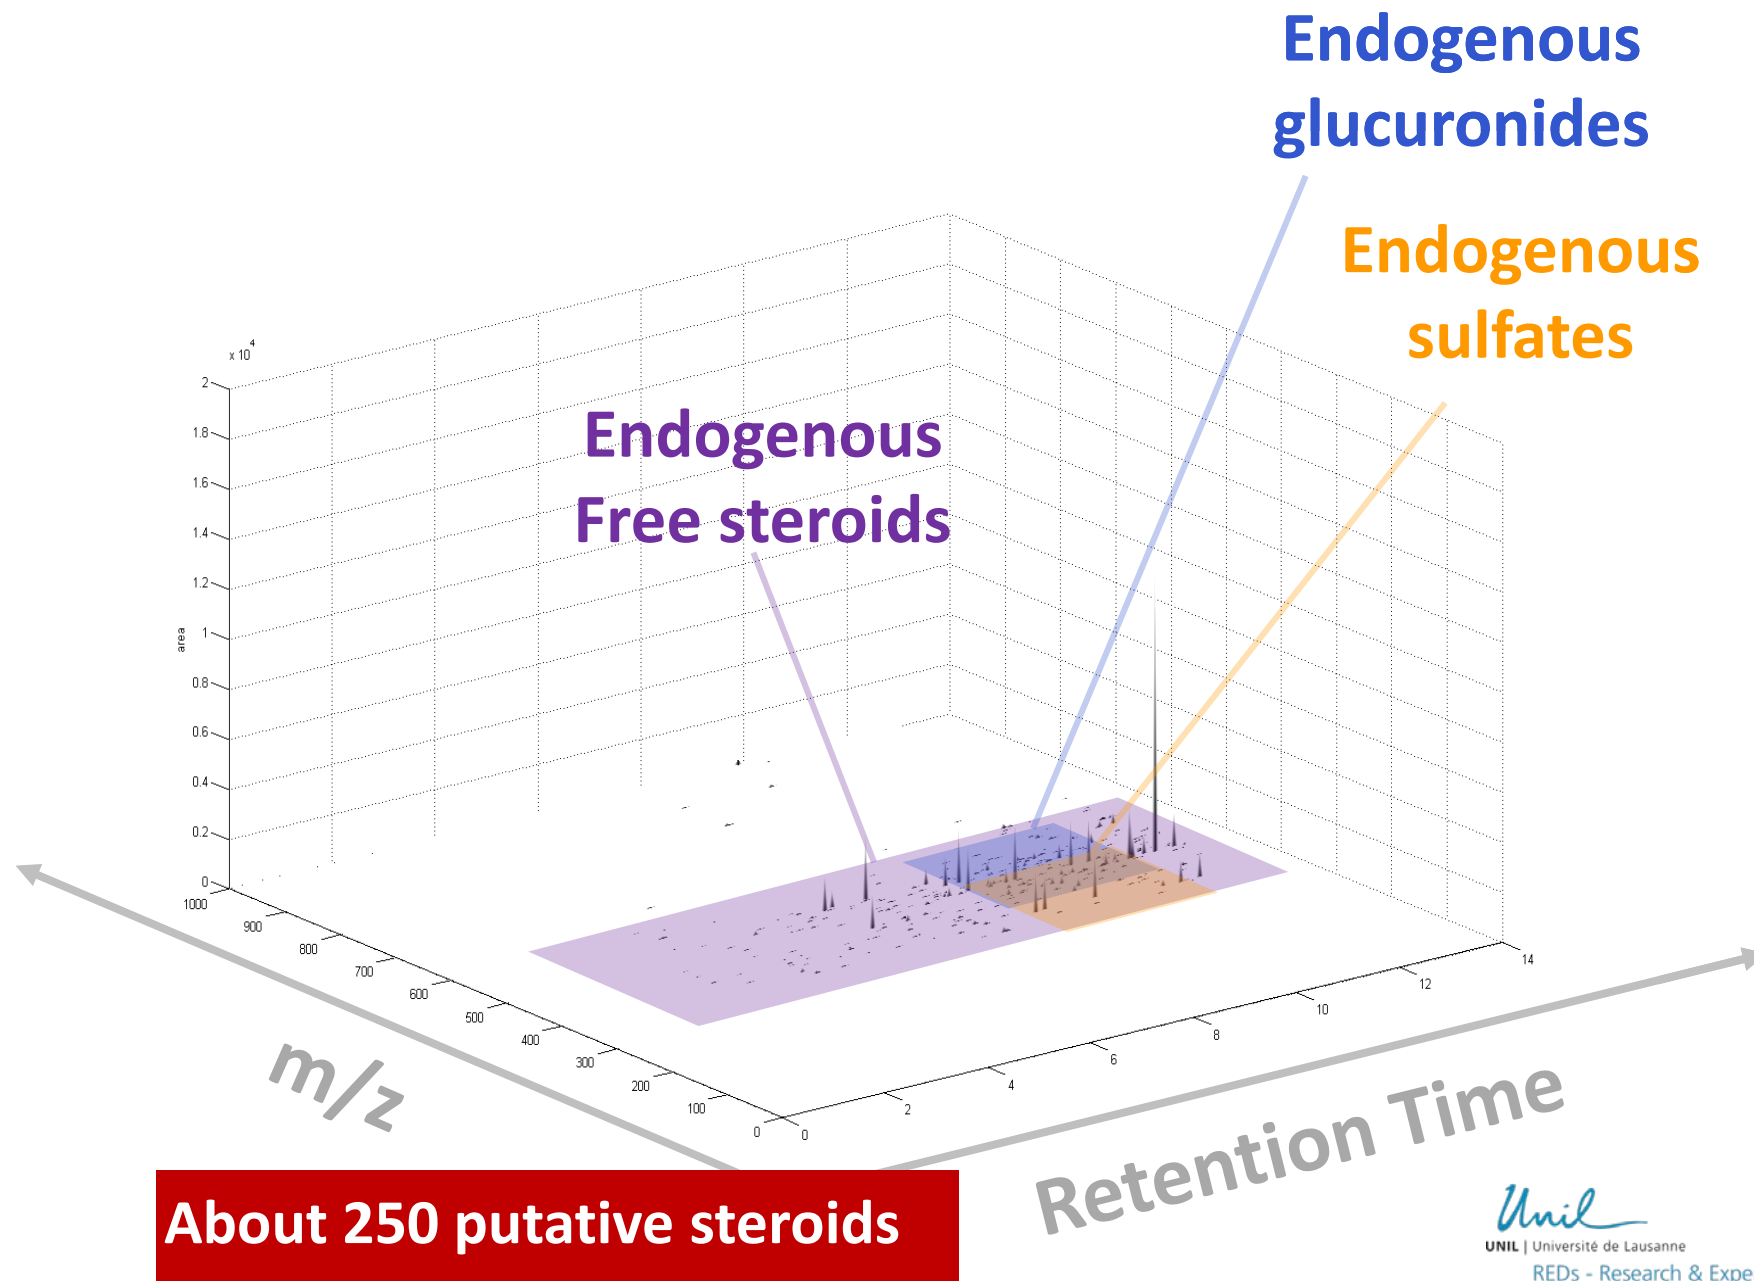 Endogenous
glucuronides
Endogenous
sulfates
Endogenous
Free steroids
x 10^4
2
1.8
1.6
1.4
1.2
1
0.8
0.6
0.4
0.2
0
area
1000
900
800
700
600
500
400
300
200
100
0
0
2
4
6
8
10
12
14
m/z
Retention Time
About 250 putative steroids
Unil
UNIL | Université de Lausanne
REDs - Research & Expe